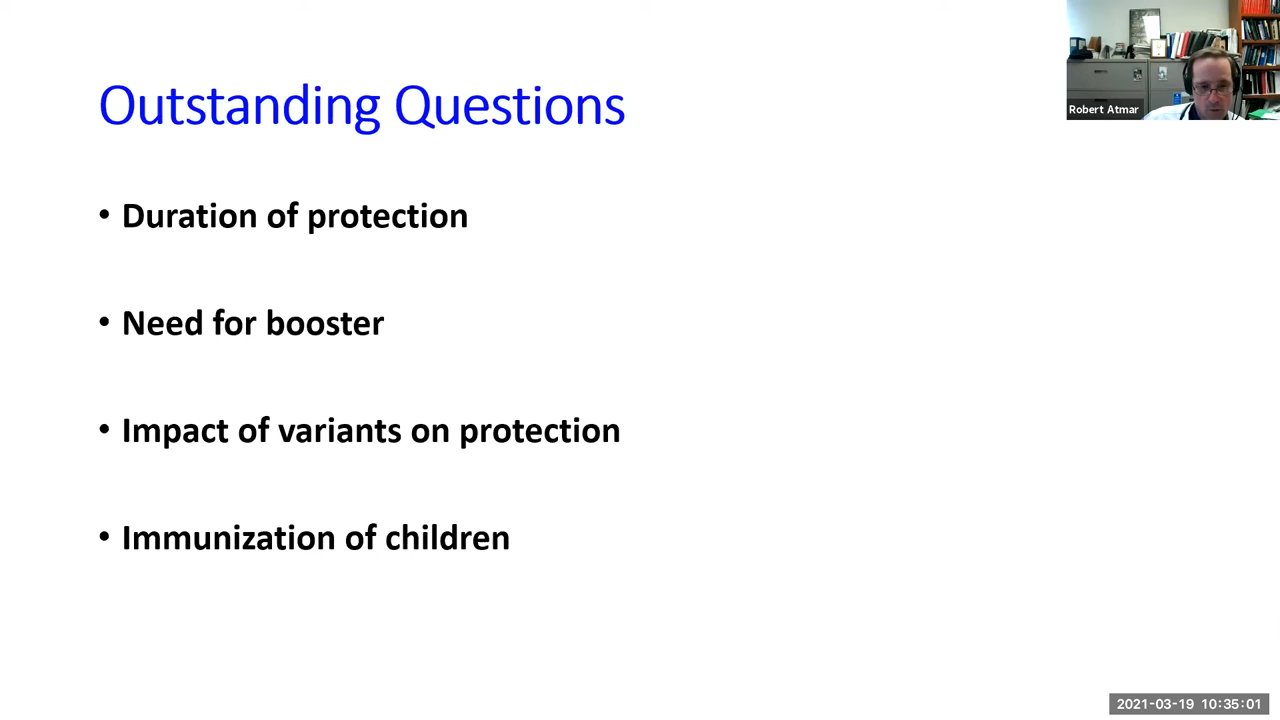 Outstanding Questions
Robert Atmar
• Duration of protection
• Need for booster
• Impact of variants on protection
• Immunization of children
2021-03-19 10:35:01